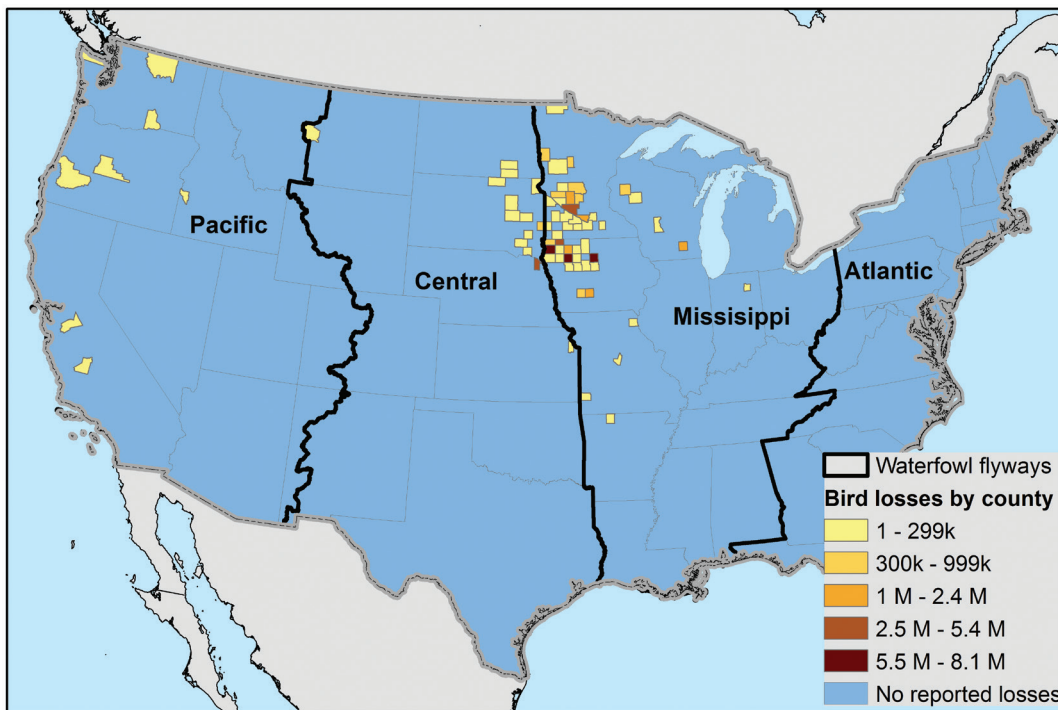 Pacific
Central
Missisippi
Atlantic
Waterfowl flyways
Bird losses by county
1 - 299k
300k - 999k
1 M - 2.4 M
2.5 M - 5.4 M
5.5 M - 8.1 M
No reported losses